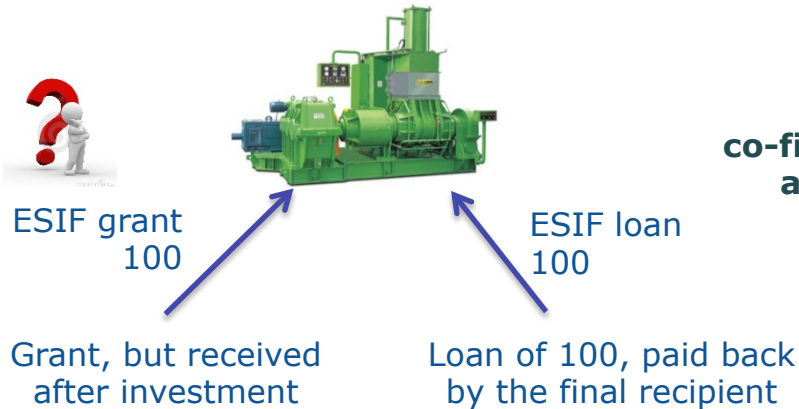 co-fi
a
ESIF grant
100
ESIF loan
100
Grant, but received
after investment
Loan of 100, paid back
by the final recipient